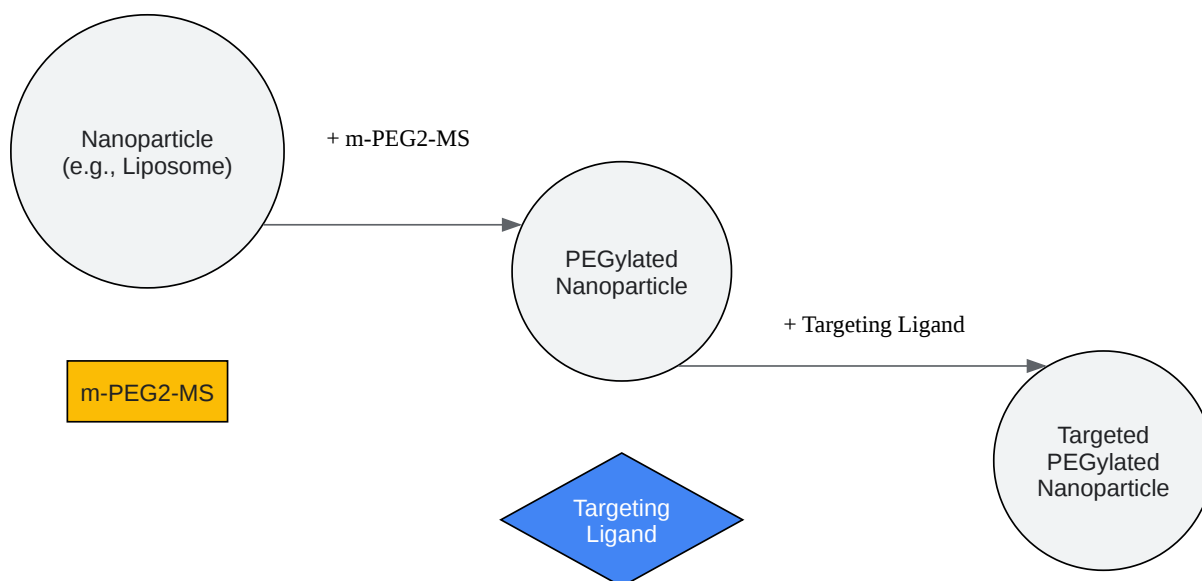 Nanoparticle
(e.g., Liposome)
+ m-PEG2-MS
PEGylated
Nanoparticle
+ Targeting Ligand
m-PEG2-MS
Targeted
PEGylated
Nanoparticle
Targeting
Ligand